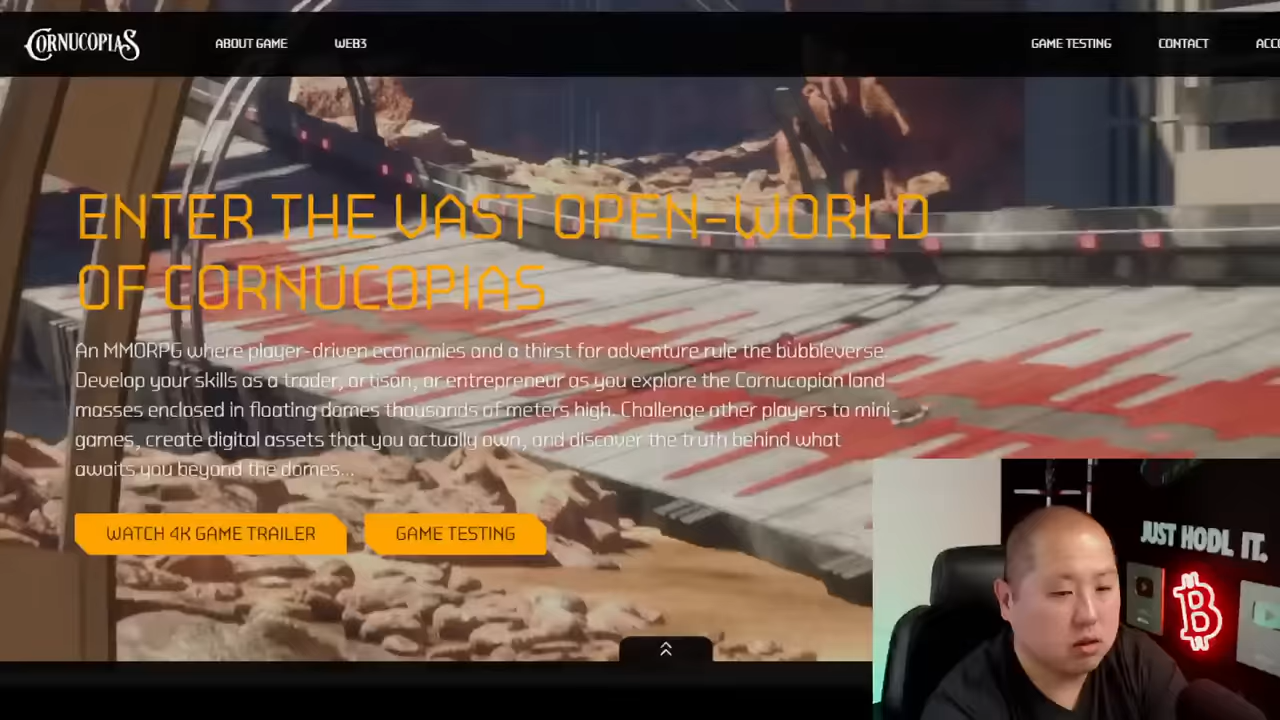 CORNUCOPIAS
ABOUT GAME
WEB3
GAME TESTING
CONTACT
ENTER THE VAST OPEN-WORLD
OF CORNUCOPIAS
An MMORPG where player-driven economies and a thirst for adventure rule the bubbleverse.
Develop your skills as a trader, artisan, or entrepreneur as you explore the Cornucopian land
masses enclosed in floating domes thousands of meters high. Challenge other players to mini-
games, create digital assets that you actually own, and discover the truth behind what
awaits you beyond the domes...
WATCH 4K GAME TRAILER
GAME TESTING
JUST HODL IT.